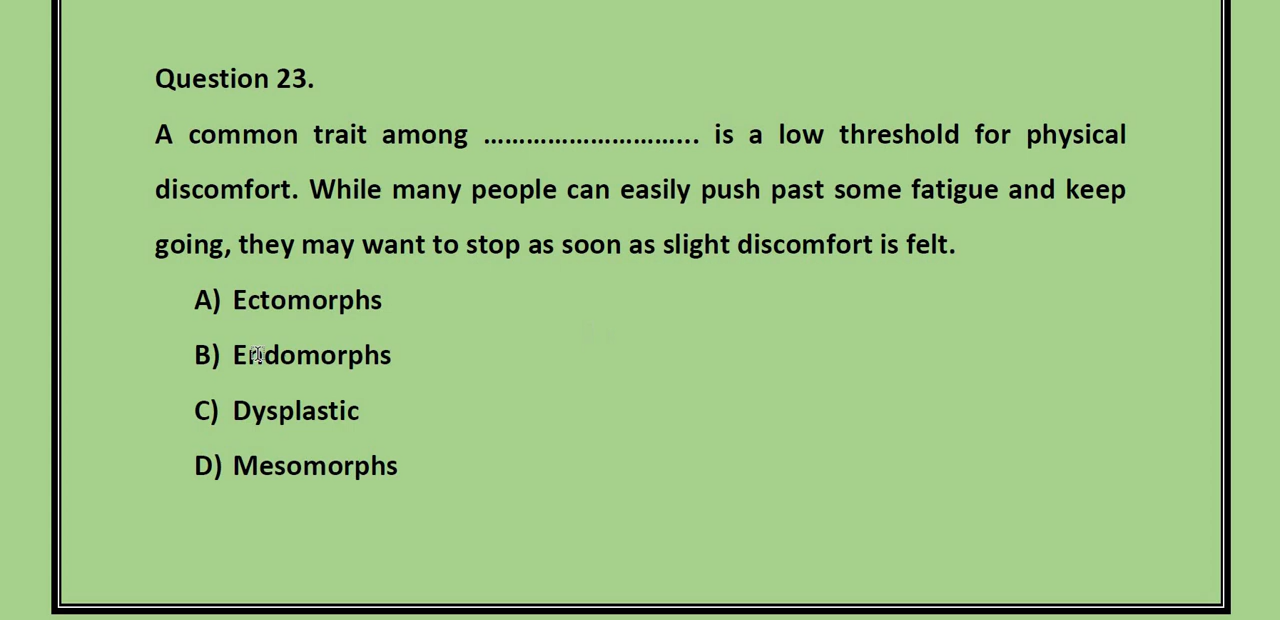 Question 23.
A common trait among ………………………... is a low threshold for physical
discomfort. While many people can easily push past some fatigue and keep
going, they may want to stop as soon as slight discomfort is felt.
A) Ectomorphs
B) Endomorphs
C) Dysplastic
D) Mesomorphs